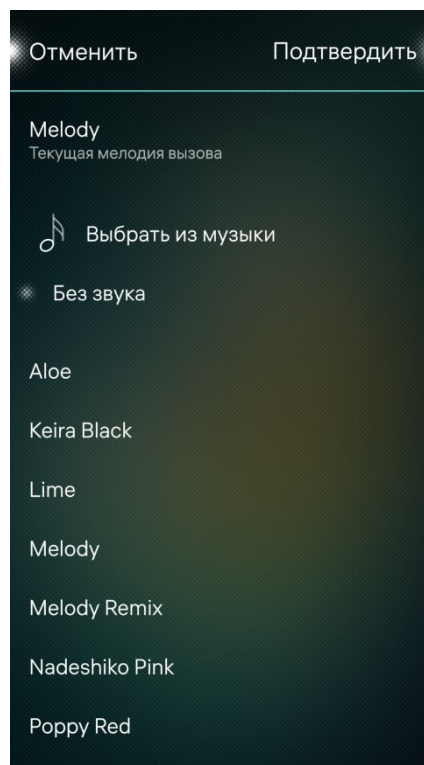 Отменить
Подтвердить
Melody
Текущая мелодия вызова
Выбрать из музыки
Без звука
Aloe
Keira Black
Lime
Melody
Melody Remix
Nadeshiko Pink
Poppy Red